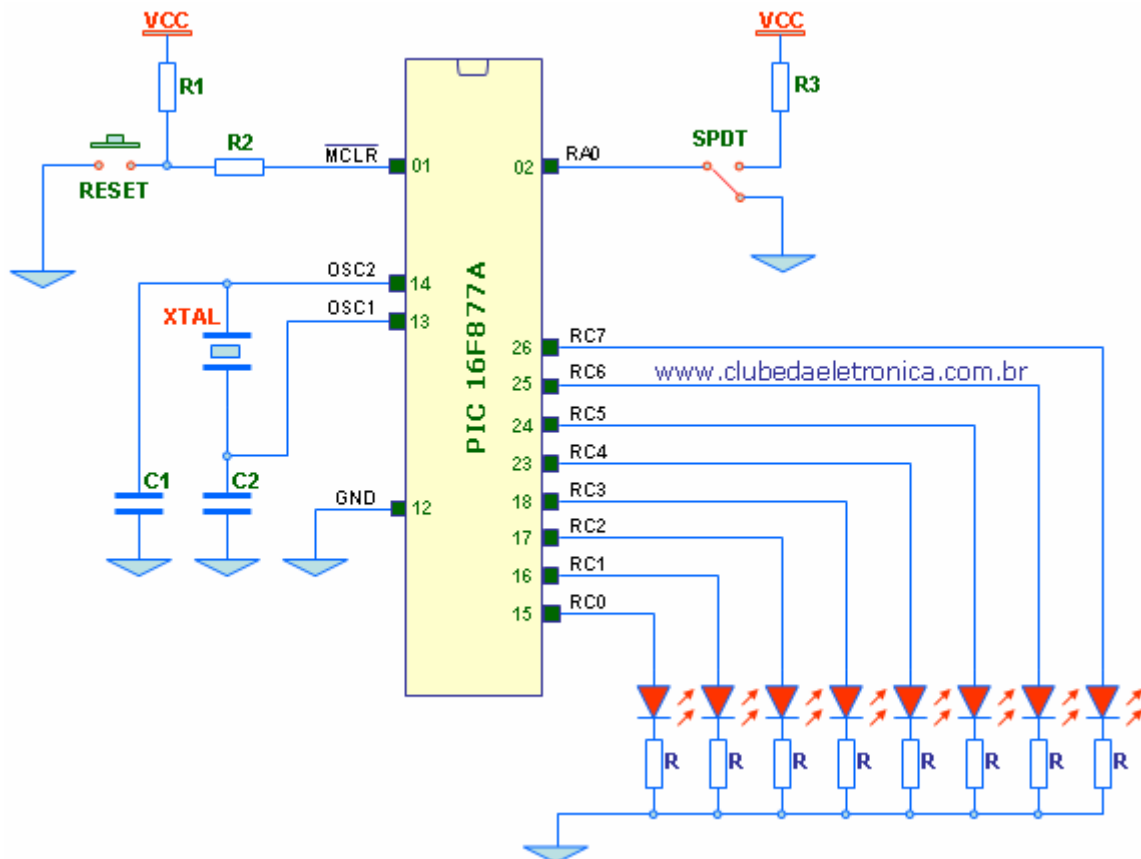 VCC
VCC
R1
R3
R2
MCLR
01
02
RA0
SPDT
RESET
OSC2
14
OSC1
13
XTAL
PIC 16F877A
26
RC7
25
RC6
www.clubedaeletronica.com.br
24
RC5
23
RC4
C1
C2
GND
12
18
RC3
17
RC2
16
RC1
15
RC0
R
R
R
R
R
R
R
R